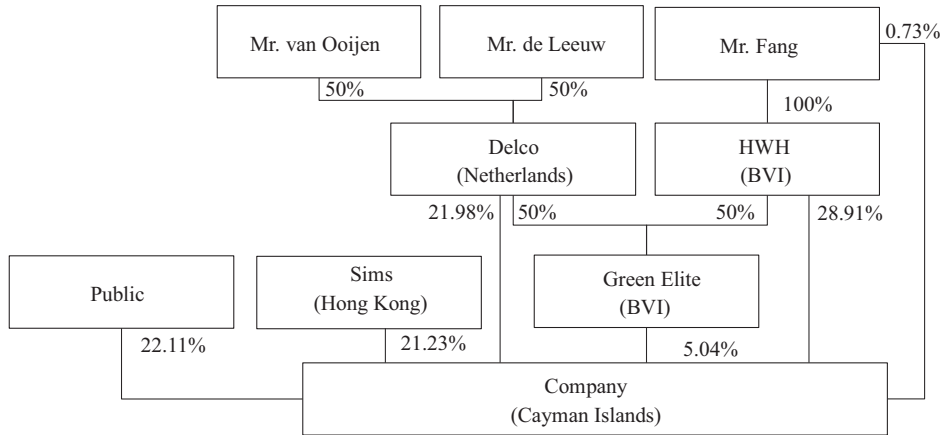 Mr. van Ooijen
Mr. de Leeuw
Mr. Fang
0.73%
50%
50%
100%
Delco
(Netherlands)
HWH
(BVI)
21.98%
50%
50%
28.91%
Public
Sims
(Hong Kong)
Green Elite
(BVI)
22.11%
21.23%
5.04%
Company
(Cayman Islands)